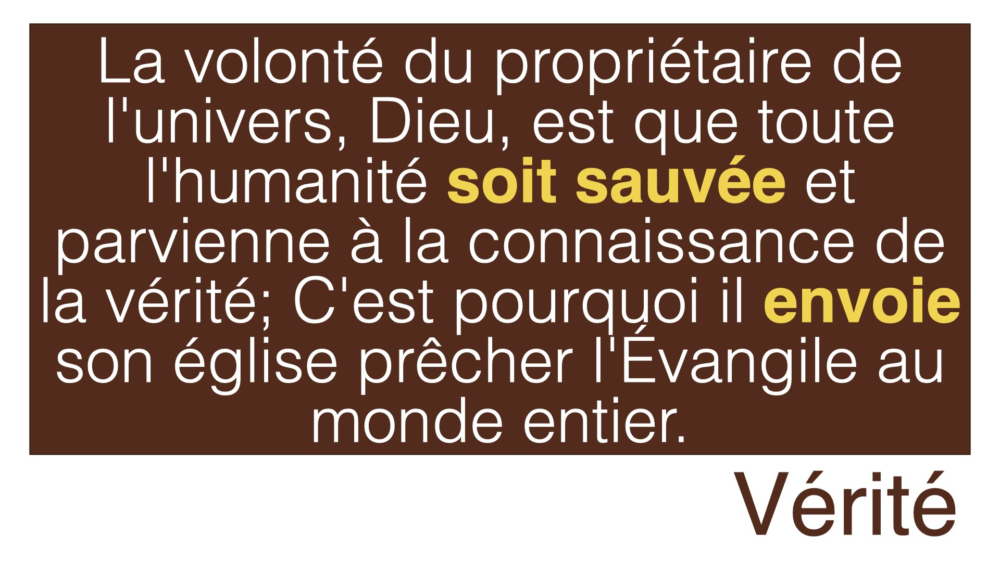 La volonté du propriétaire de
l'univers, Dieu, est que toute
l'humanité soit sauvée et
parvienne à la connaissance de
la vérité; C'est pourquoi il envoie
son église prêcher l'Évangile au
monde entier.
Vérité